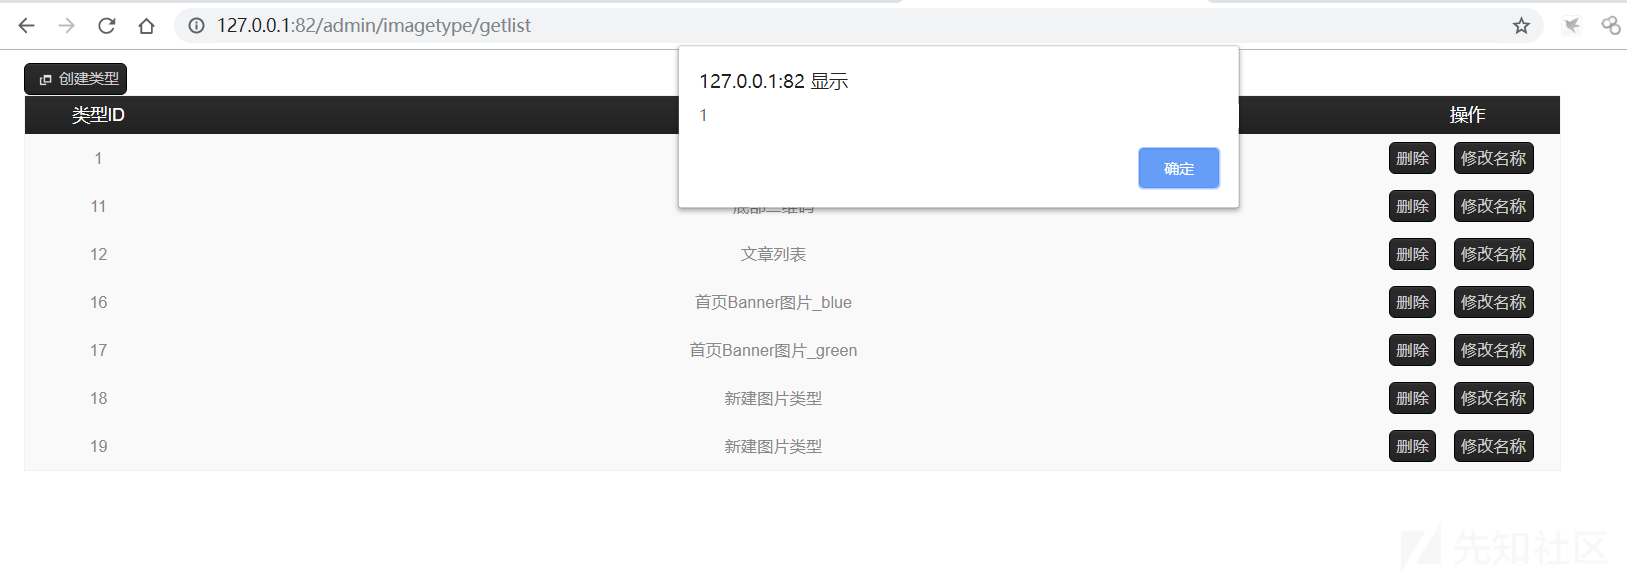 127.0.0.1:82/admin/imagetype/getlist
127.0.0.1:82 显示
1
确定
创建类型
类型ID 操作
1 删除 修改名称
11 底部二维码 删除 修改名称
12 文章列表 删除 修改名称
16 首页Banner图片_blue 删除 修改名称
17 首页Banner图片_green 删除 修改名称
18 新建图片类型 删除 修改名称
19 新建图片类型 删除 修改名称
先知社区